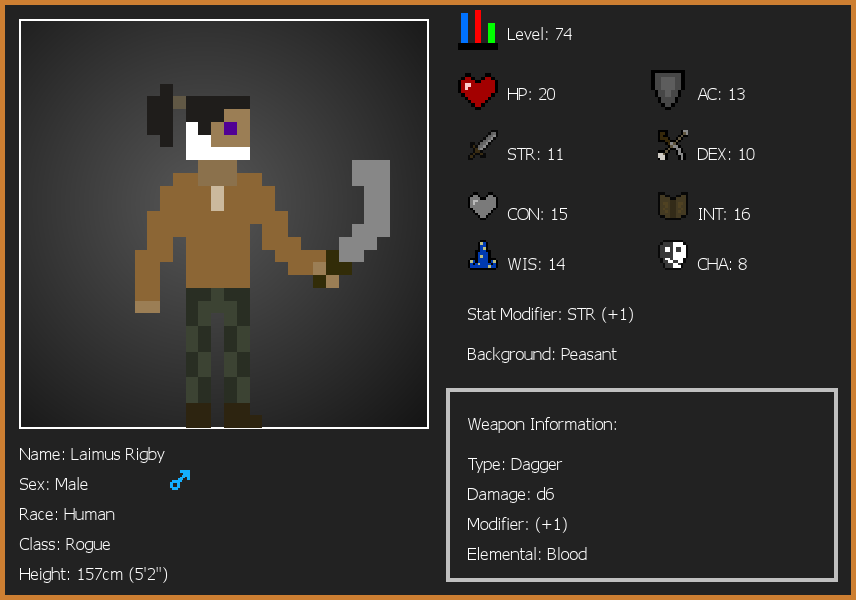 Level: 74
HP: 20
AC: 13
STR: 11
DEX: 10
CON: 15
INT: 16
WIS: 14
CHA: 8
Stat Modifier: STR (+1)
Background: Peasant
Weapon Information:
Type: Dagger
Damage: d6
Modifier: (+1)
Elemental: Blood
Name: Laimus Rigby
Sex: Male
Race: Human
Class: Rogue
Height: 157cm (5'2")